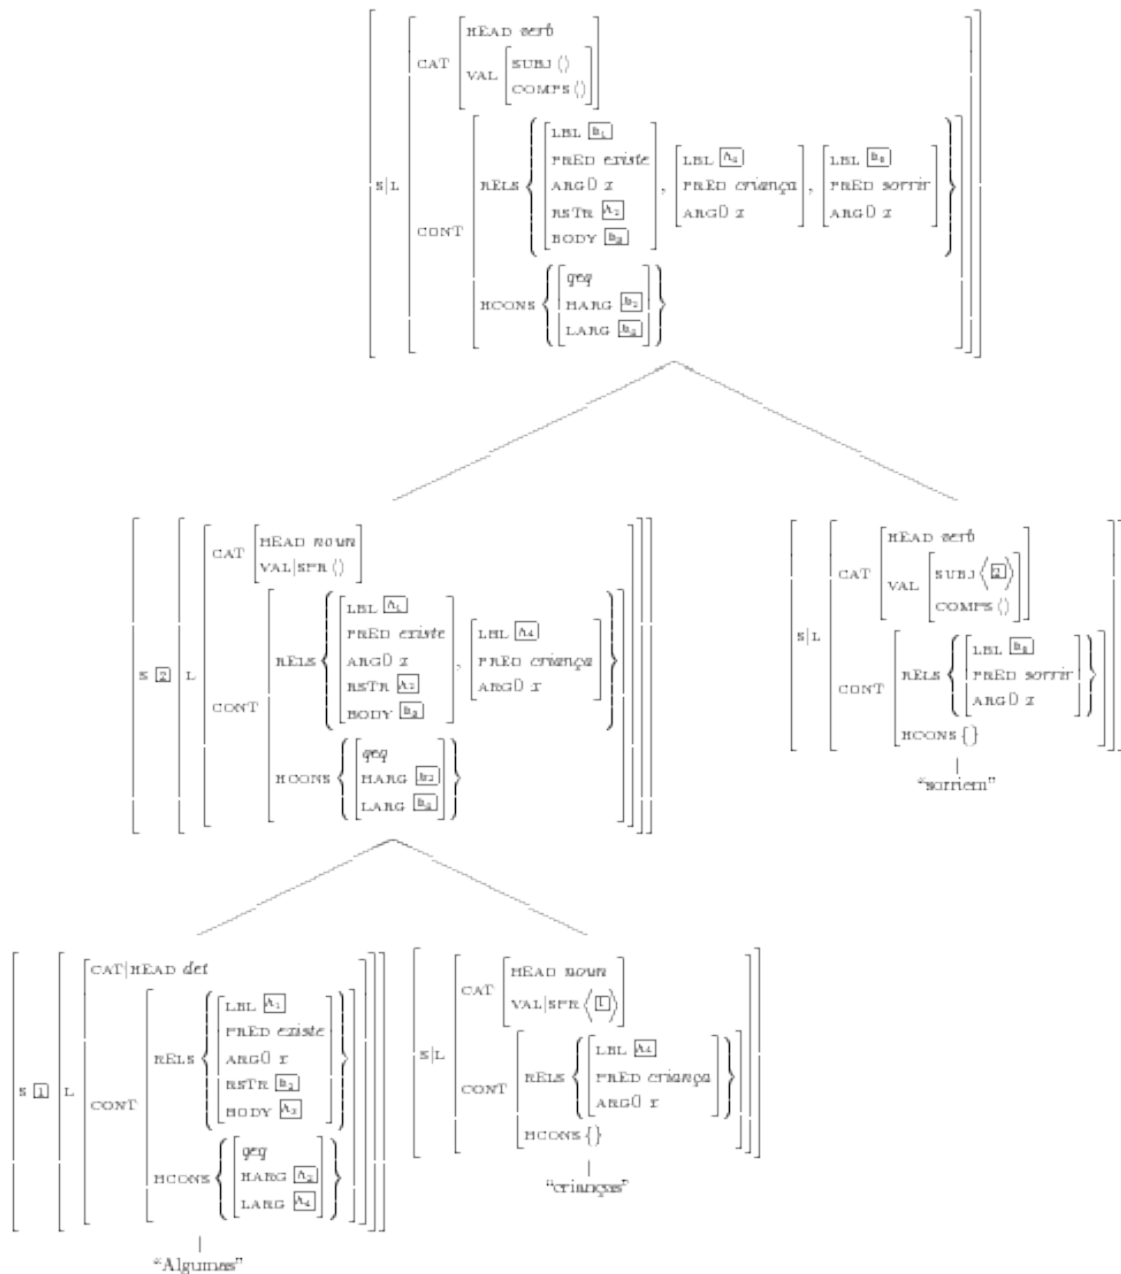 HEAD verb
CAT
VAL
SUBJ ⟨⟩
COMPS ⟨⟩
S|L
CONT
RELS
LBL h1
PRED existe
ARG0 x
RSTR h2
BODY h3
,
LBL h4
PRED criança
ARG0 x
,
LBL h5
PRED sorrir
ARG0 x
HCONS
qeq
HARG h2
LARG h4
S 2 L
CAT
HEAD noun
VAL|SPR ⟨⟩
CONT
RELS
LBL h1
PRED existe
ARG0 x
RSTR h2
BODY h3
,
LBL h4
PRED criança
ARG0 x
HCONS
qeq
HARG h2
LARG h4
S|L
CAT
HEAD verb
VAL
SUBJ ⟨2⟩
COMPS ⟨⟩
CONT
RELS
LBL h5
PRED sorrir
ARG0 x
HCONS {}
“sorriem”
S 1 L
CAT|HEAD det
CONT
RELS
LBL h1
PRED existe
ARG0 x
RSTR h2
BODY h3
HCONS
qeq
HARG h2
LARG h4
“Algumas”
S|L
CAT
HEAD noun
VAL|SPR ⟨1⟩
CONT
RELS
LBL h4
PRED criança
ARG0 x
HCONS {}
“crianças”